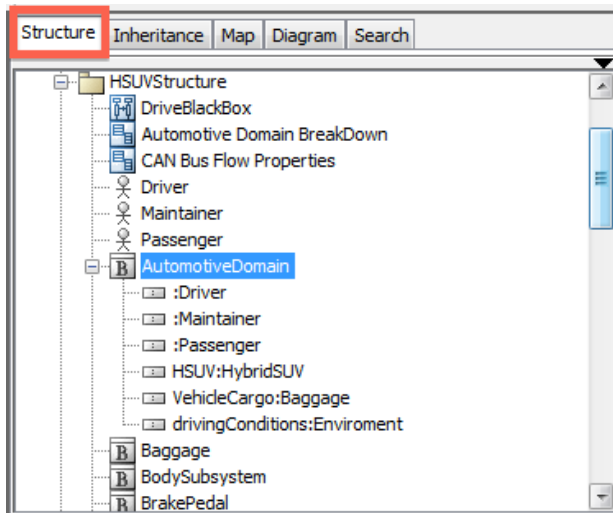 Structure Inheritance Map Diagram Search
HSUVStructure
DriveBlackBox
Automotive Domain BreakDown
CAN Bus Flow Properties
Driver
Maintainer
Passenger
B AutomotiveDomain
:Driver
:Maintainer
:Passenger
HSUV:HybridSUV
VehicleCargo:Baggage
drivingConditions:Enviroment
B Baggage
B BodySubsystem
B BrakePedal